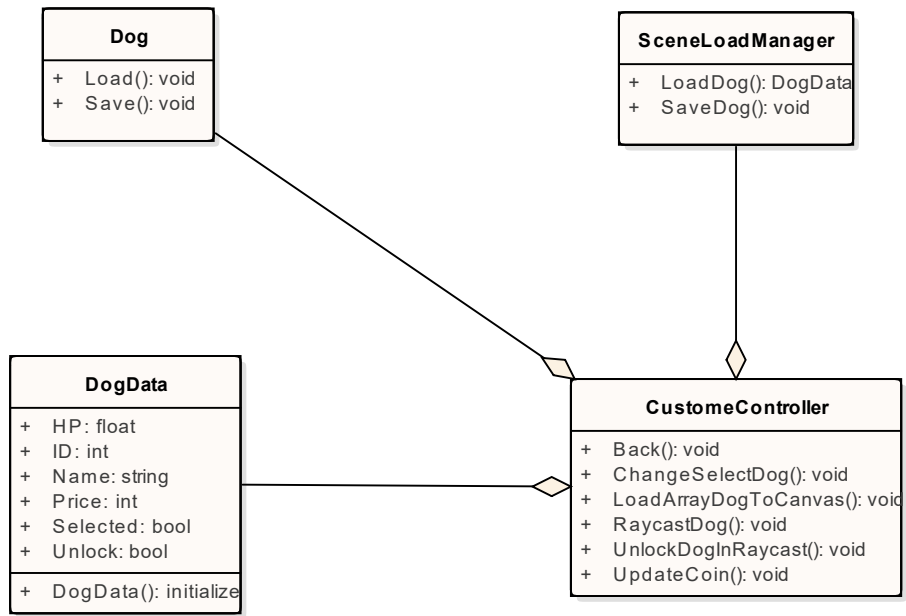 Dog
+ Load(): void
+ Save(): void
SceneLoadManager
+ LoadDog(): DogData
+ SaveDog(): void
DogData
+ HP: float
+ ID: int
+ Name: string
+ Price: int
+ Selected: bool
+ Unlock: bool
+ DogData(): initialize
CustomeController
+ Back(): void
+ ChangeSelectDog(): void
+ LoadArrayDogToCanvas(): void
+ RaycastDog(): void
+ UnlockDogInRaycast(): void
+ UpdateCoin(): void